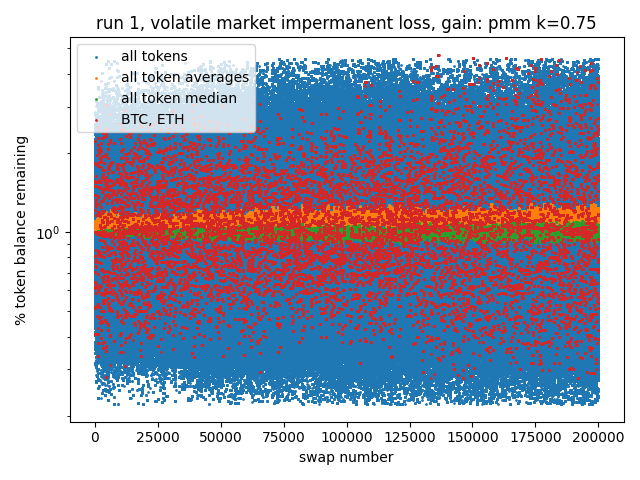 run 1, volatile market impermanent loss, gain: pmm k=0.75
all tokens
all token averages
all token median
BTC, ETH
% token balance remaining
10⁰
0 25000 50000 75000 100000 125000 150000 175000 200000
swap number